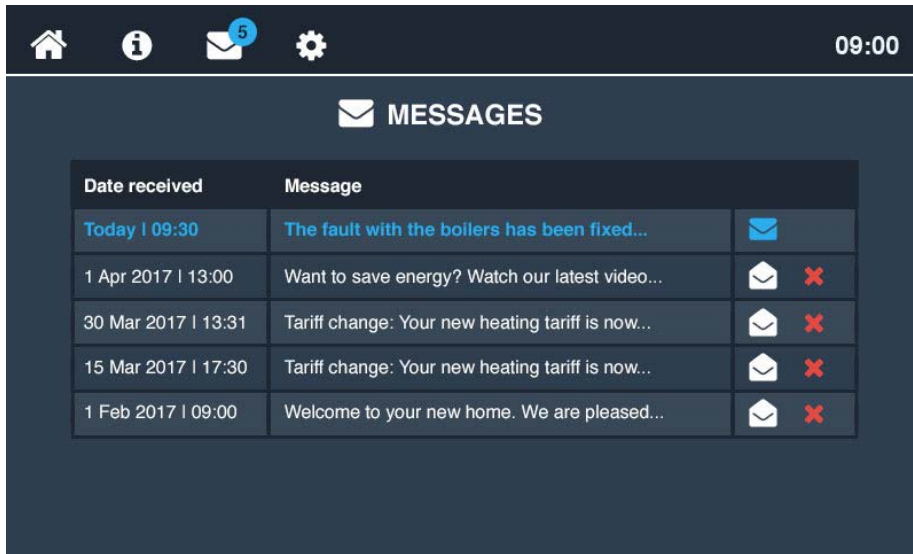 5
09:00
MESSAGES
Date received Message
Today | 09:30 The fault with the boilers has been fixed...
1 Apr 2017 | 13:00 Want to save energy? Watch our latest video...
30 Mar 2017 | 13:31 Tariff change: Your new heating tariff is now...
15 Mar 2017 | 17:30 Tariff change: Your new heating tariff is now...
1 Feb 2017 | 09:00 Welcome to your new home. We are pleased...